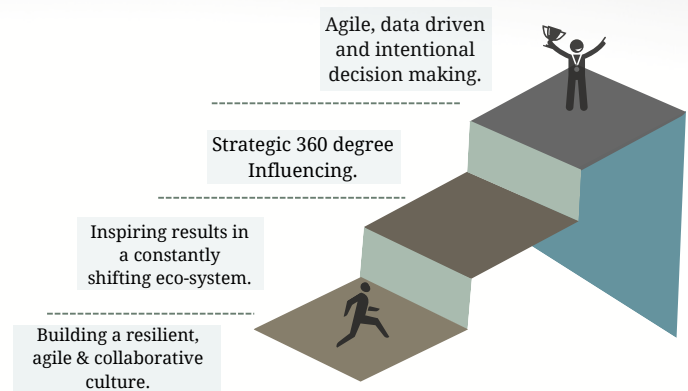 Agile, data driven
and intentional
decision making.
Strategic 360 degree
Influencing.
Inspiring results in
a constantly
shifting eco-system.
Building a resilient,
agile & collaborative
culture.